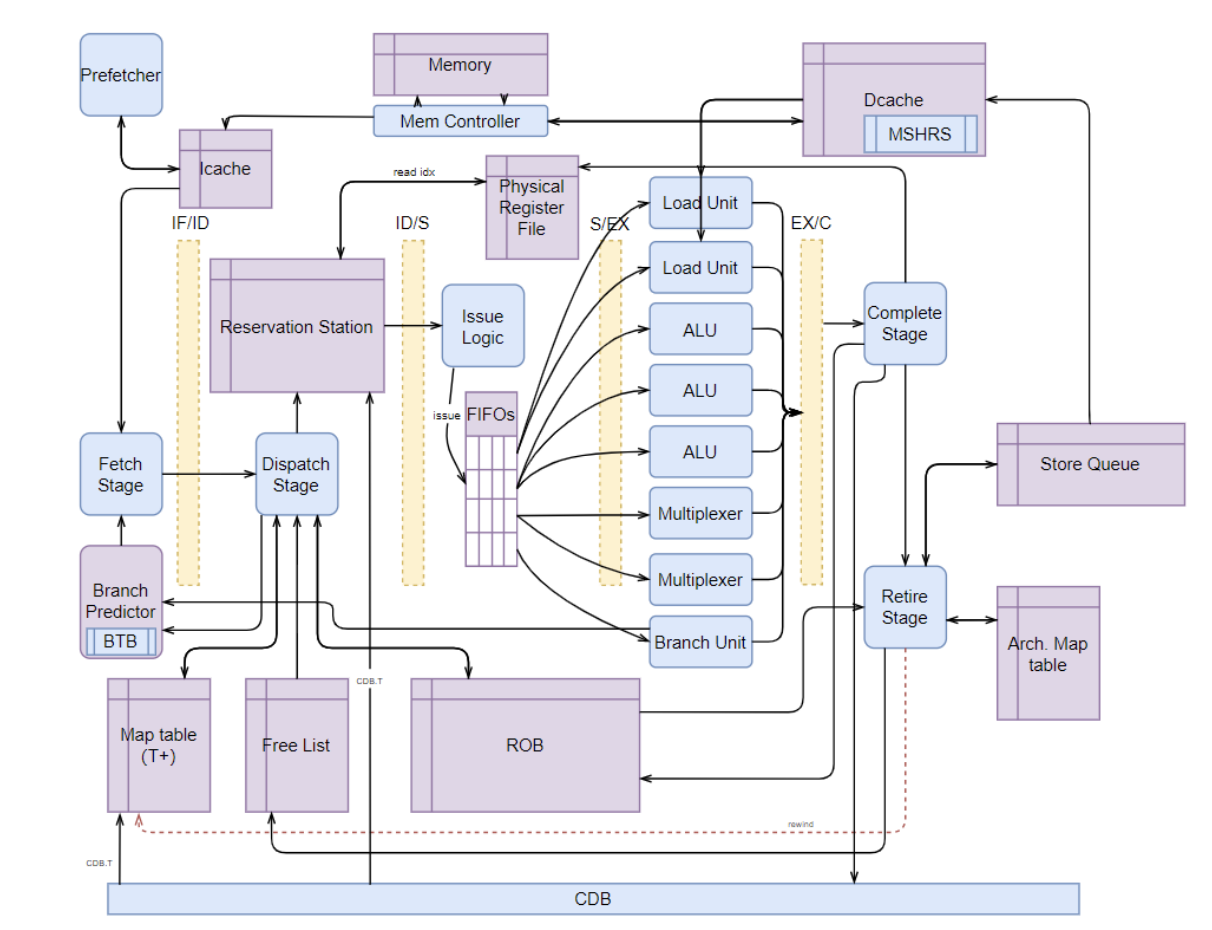 Prefetcher
Memory
Mem Controller
Dcache
MSHRS
Icache
read idx
Physical
Register
File
Load Unit
IF/ID
ID/S
S/EX
EX/C
Load Unit
Reservation Station
Issue
Logic
Complete
Stage
ALU
ALU
issue
FIFOs
ALU
Fetch
Stage
Dispatch
Stage
Store Queue
Multiplexer
Multiplexer
Branch
Predictor
BTB
Retire
Stage
Branch Unit
Arch. Map
table
CDB.T
Map table
(T+)
Free List
ROB
rewind
CDB.T
CDB